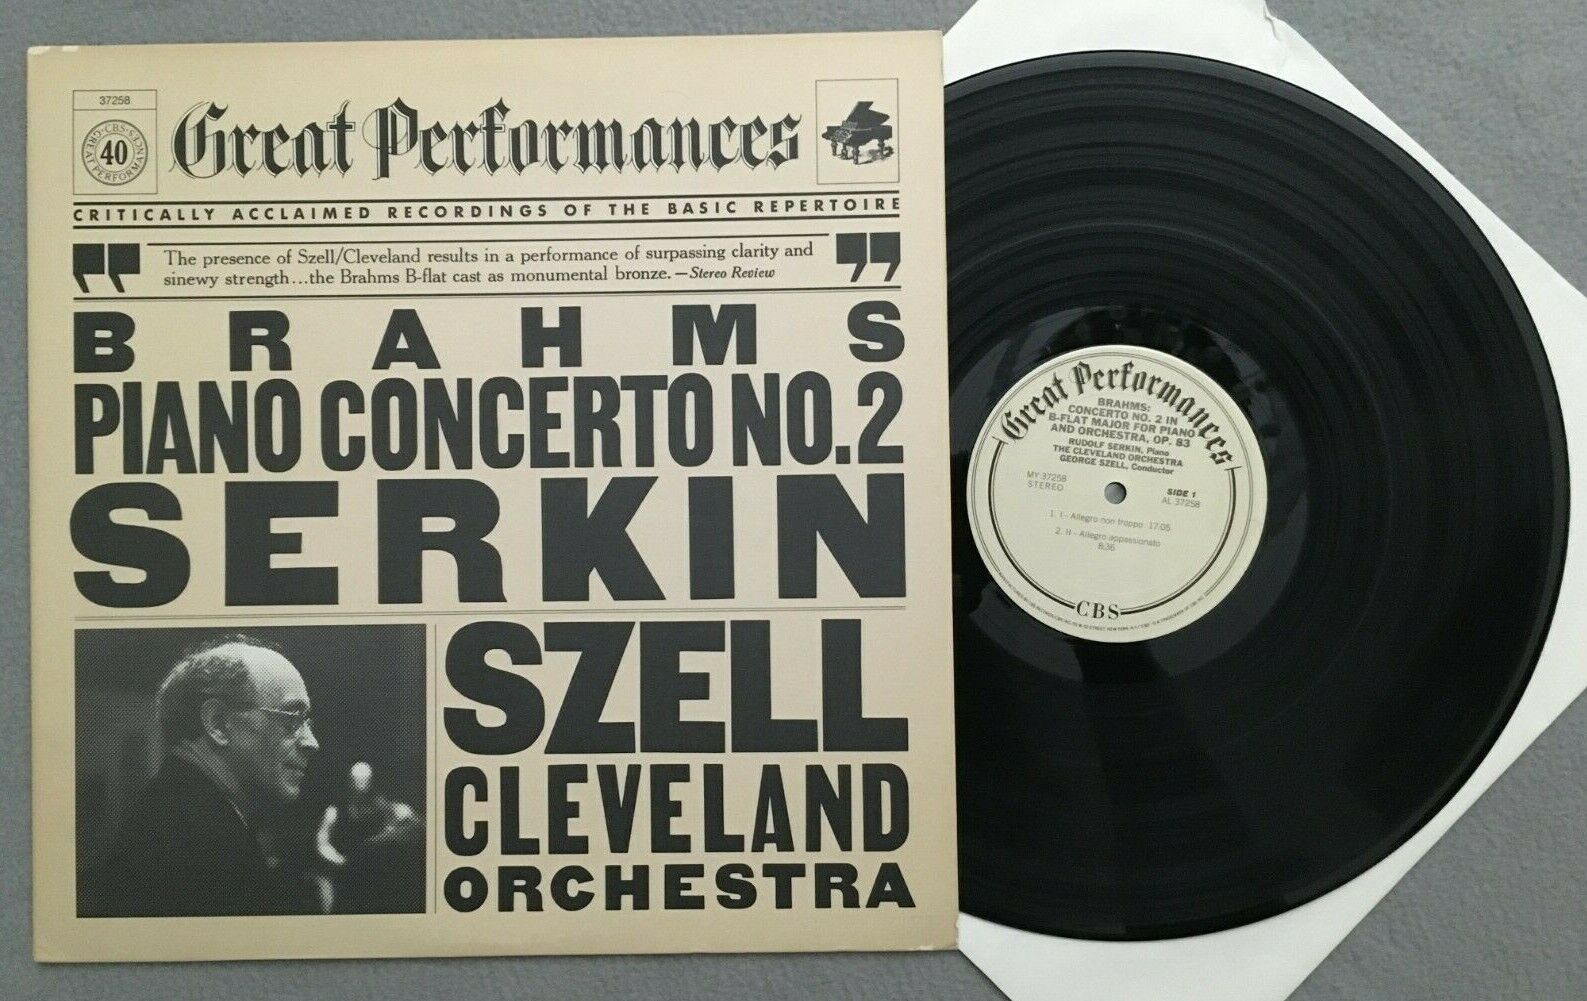 37258
·CBS·
GREAT PERFORMANCES
40
Great Performances
CRITICALLY ACCLAIMED RECORDINGS OF THE BASIC REPERTOIRE
"The presence of Szell/Cleveland results in a performance of surpassing clarity and
sinewy strength...the Brahms B-flat cast as monumental bronze.—Stereo Review"
BRAHMS
PIANO CONCERTO NO.2
SERKIN
SZELL
CLEVELAND
ORCHESTRA
Great Performances
BRAHMS:
CONCERTO NO. 2 IN
B-FLAT MAJOR FOR PIANO
AND ORCHESTRA, OP. 83
RUDOLF SERKIN, Piano
THE CLEVELAND ORCHESTRA
GEORGE SZELL, Conductor
MY 37258
STEREO
SIDE 1
AL 37258
1. I - Allegro non troppo 17:05
2. II - Allegro appassionato
8:36
CBS